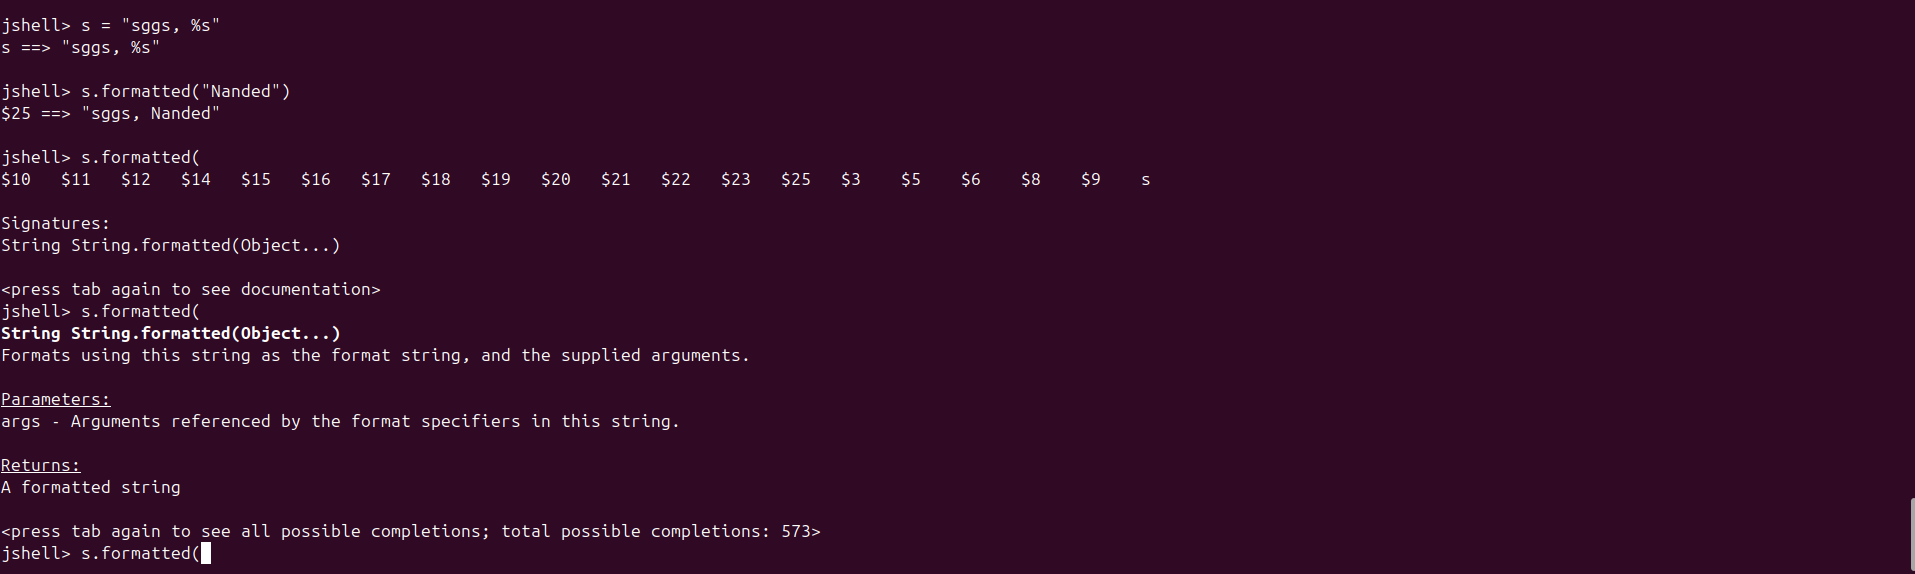 jshell> s = "sggs, %s"
s ==> "sggs, %s"
jshell> s.formatted("Nanded")
$25 ==> "sggs, Nanded"
jshell> s.formatted(
$10   $11   $12   $14   $15   $16   $17   $18   $19   $20   $21   $22   $23   $25   $3    $5    $6    $8    $9    s
Signatures:
String String.formatted(Object...)
<press tab again to see documentation>
jshell> s.formatted(
String String.formatted(Object...)
Formats using this string as the format string, and the supplied arguments.
Parameters:
args - Arguments referenced by the format specifiers in this string.
Returns:
A formatted string
<press tab again to see all possible completions; total possible completions: 573>
jshell> s.formatted(